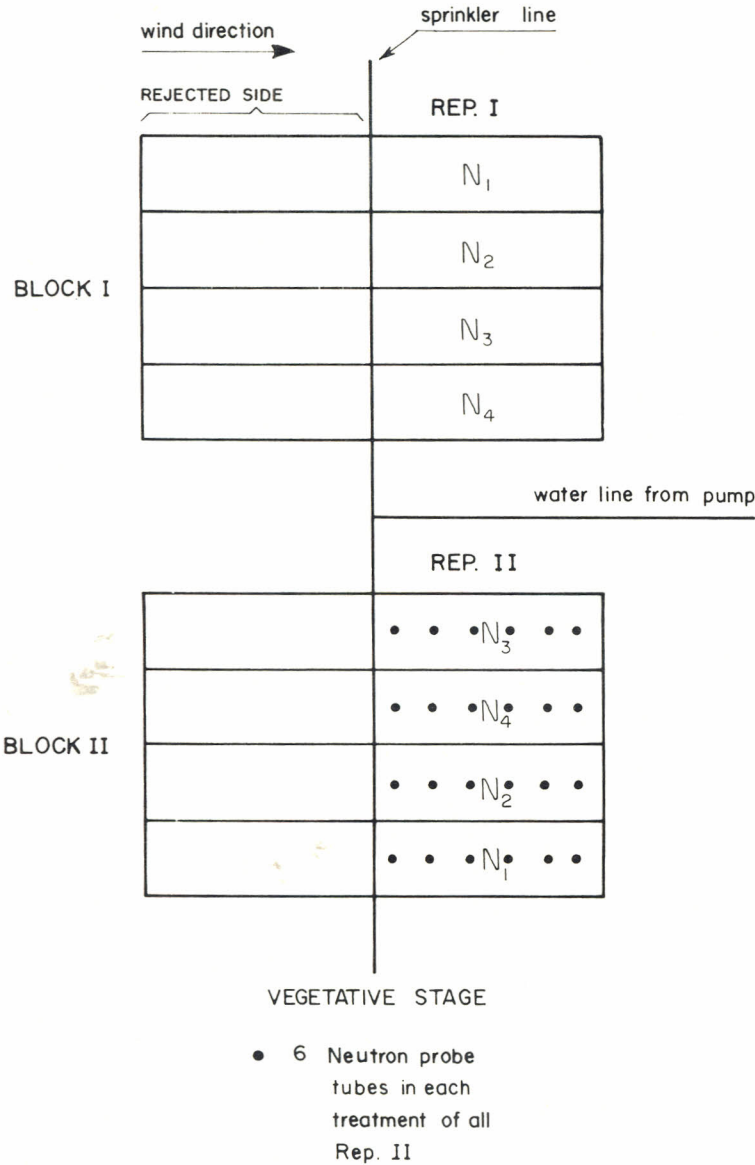 sprinkler line
wind direction
REJECTED SIDE
REP. I
N₁
N₂
BLOCK I
N₃
N₄
water line from pump
REP. II
N₃
N₄
BLOCK II
N₂
N₁
VEGETATIVE STAGE
• 6 Neutron probe
tubes in each
treatment of all
Rep. II